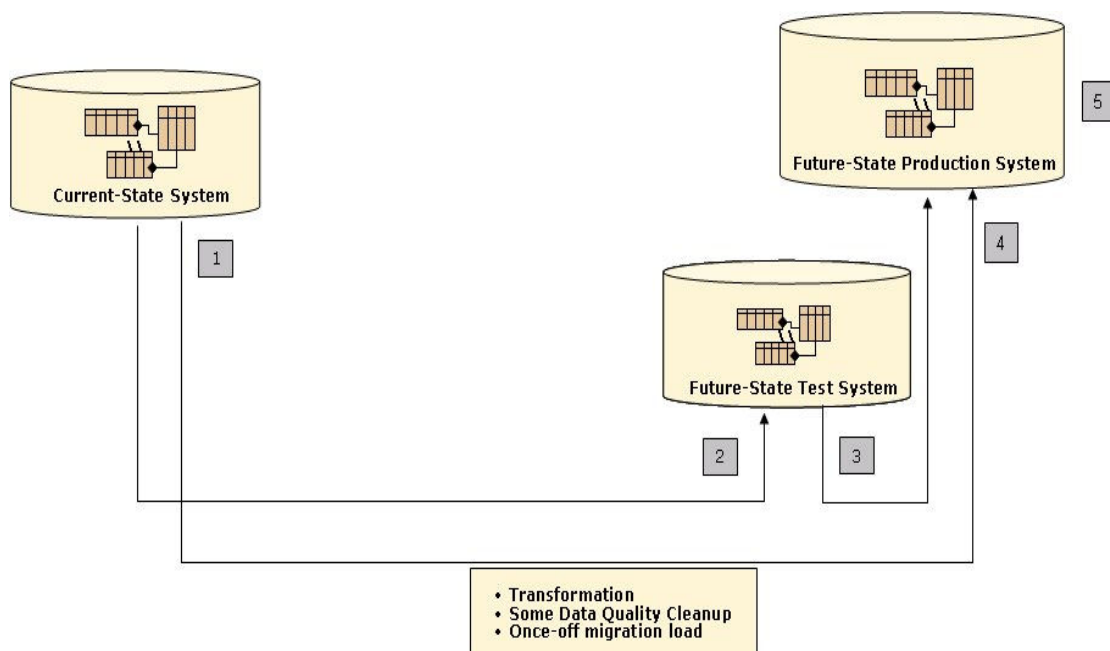 Current-State System
Future-State Production System
5
1
4
Future-State Test System
2
3
• Transformation
• Some Data Quality Cleanup
• Once-off migration load